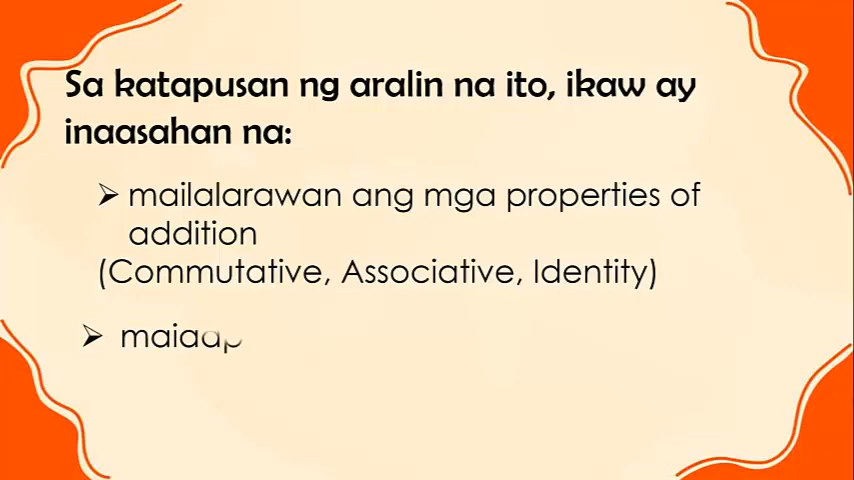 Sa katapusan ng aralin na ito, ikaw ay
inaasahan na:
➢ mailalarawan ang mga properties of
addition
(Commutative, Associative, Identity)
➢